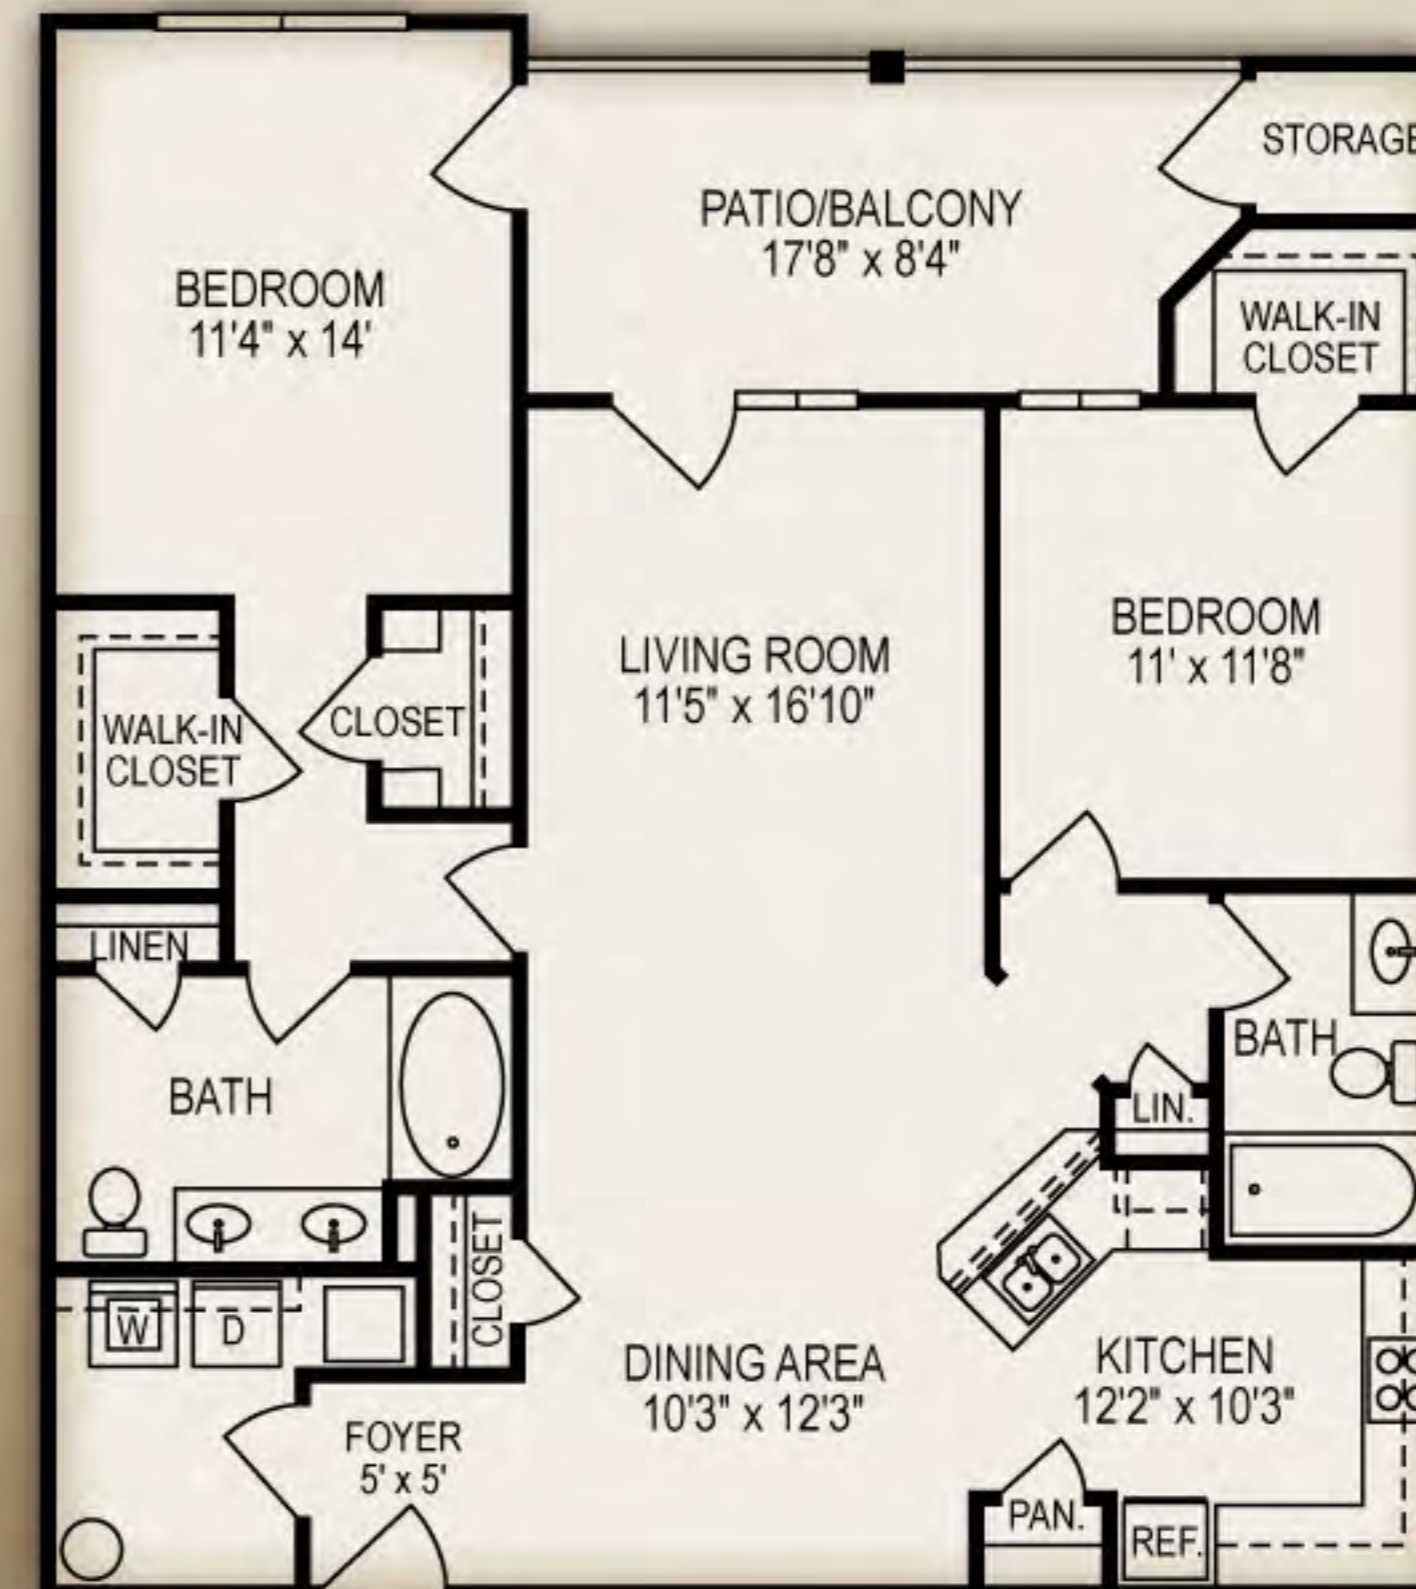 STORAGE
PATIO/BALCONY
17'8" x 8'4"
BEDROOM
11'4" x 14'
WALK-IN
CLOSET
BEDROOM
11' x 11'8"
LIVING ROOM
11'5" x 16'10"
WALK-IN
CLOSET
CLOSET
LINEN
BATH
BATH
LIN.
CLOSET
W
D
DINING AREA
10'3" x 12'3"
KITCHEN
12'2" x 10'3"
FOYER
5' x 5'
PAN.
REF.